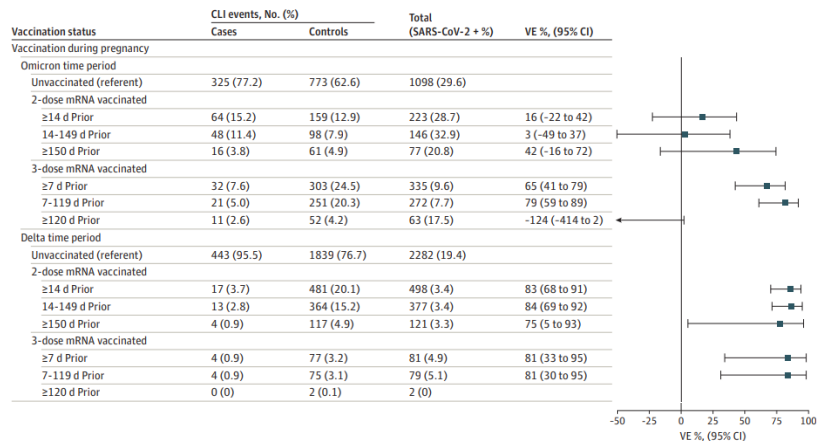 CLI events, No. (%)
Total
Vaccination status Cases Controls (SARS-CoV-2 + %) VE %, (95% CI)
Vaccination during pregnancy
Omicron time period
Unvaccinated (referent) 325 (77.2) 773 (62.6) 1098 (29.6)
2-dose mRNA vaccinated
≥14 d Prior 64 (15.2) 159 (12.9) 223 (28.7) 16 (-22 to 42)
14-149 d Prior 48 (11.4) 98 (7.9) 146 (32.9) 3 (-49 to 37)
≥150 d Prior 16 (3.8) 61 (4.9) 77 (20.8) 42 (-16 to 72)
3-dose mRNA vaccinated
≥7 d Prior 32 (7.6) 303 (24.5) 335 (9.6) 65 (41 to 79)
7-119 d Prior 21 (5.0) 251 (20.3) 272 (7.7) 79 (59 to 89)
≥120 d Prior 11 (2.6) 52 (4.2) 63 (17.5) -124 (-414 to 2)
Delta time period
Unvaccinated (referent) 443 (95.5) 1839 (76.7) 2282 (19.4)
2-dose mRNA vaccinated
≥14 d Prior 17 (3.7) 481 (20.1) 498 (3.4) 83 (68 to 91)
14-149 d Prior 13 (2.8) 364 (15.2) 377 (3.4) 84 (69 to 92)
≥150 d Prior 4 (0.9) 117 (4.9) 121 (3.3) 75 (5 to 93)
3-dose mRNA vaccinated
≥7 d Prior 4 (0.9) 77 (3.2) 81 (4.9) 81 (33 to 95)
7-119 d Prior 4 (0.9) 75 (3.1) 79 (5.1) 81 (30 to 95)
≥120 d Prior 0 (0) 2 (0.1) 2 (0)
-50 -25 0 25 50 75 100
VE %, (95% CI)